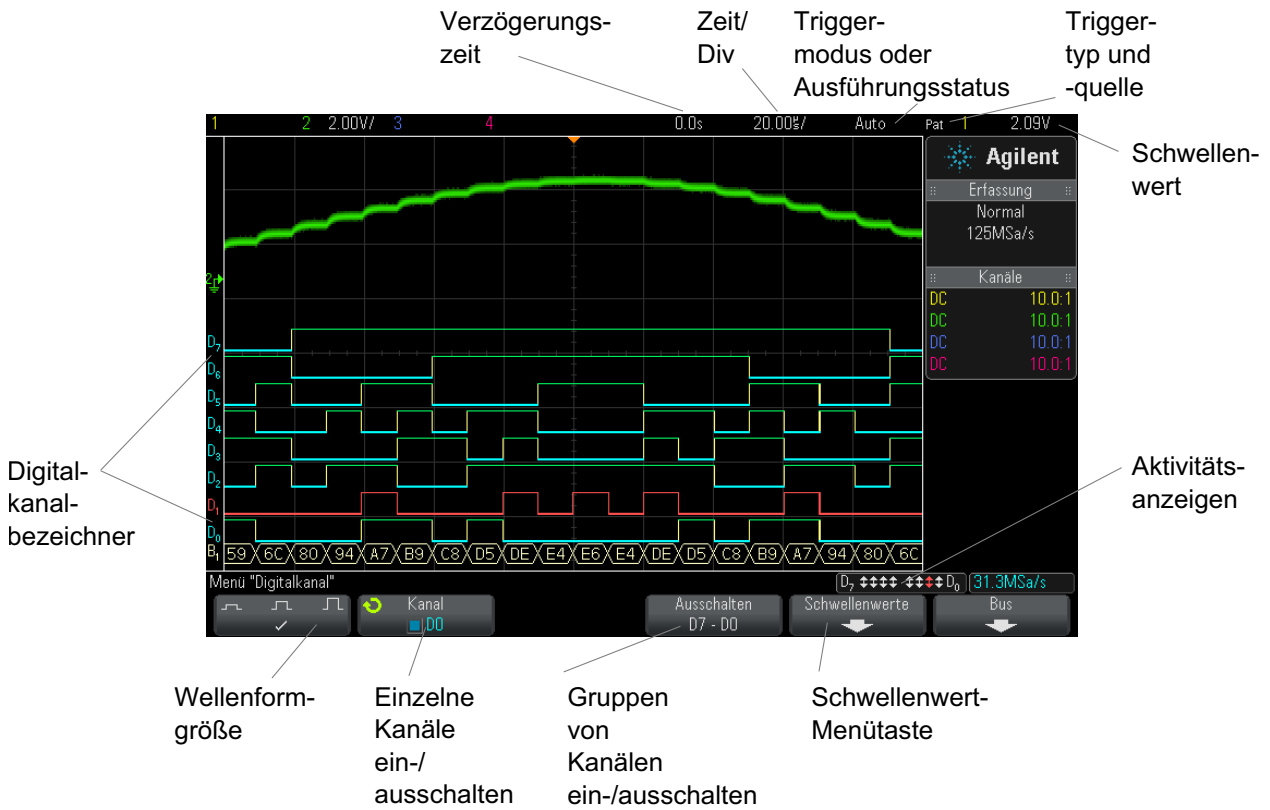 Verzögerungs-
zeit
Zeit/
Div
Trigger-
modus oder
Ausführungsstatus
Trigger-
typ und
-quelle
1 2 2.00V/ 3 4 0.0s 20.00µs/ Auto Pat 1 2.09V
Schwellen-
wert
Agilent
Erfassung
Normal
125MSa/s
Kanäle
DC 10.0:1
DC 10.0:1
DC 10.0:1
DC 10.0:1
2
D7
D6
D5
D4
D3
D2
D1
D0
B1 59 6C 80 94 A7 B9 C8 D5 DE E4 E6 E4 DE D5 C8 B9 A7 94 80 6C
Digital-
kanal-
bezeichner
Aktivitäts-
anzeigen
Menü "Digitalkanal" D7 D0 31.3MSa/s
Kanal
D0
Ausschalten
D7 - D0
Schwellenwerte
Bus
Wellenform-
größe
Einzelne
Kanäle
ein-/
ausschalten
Gruppen
von
Kanälen
ein-/ausschalten
Schwellenwert-
Menütaste